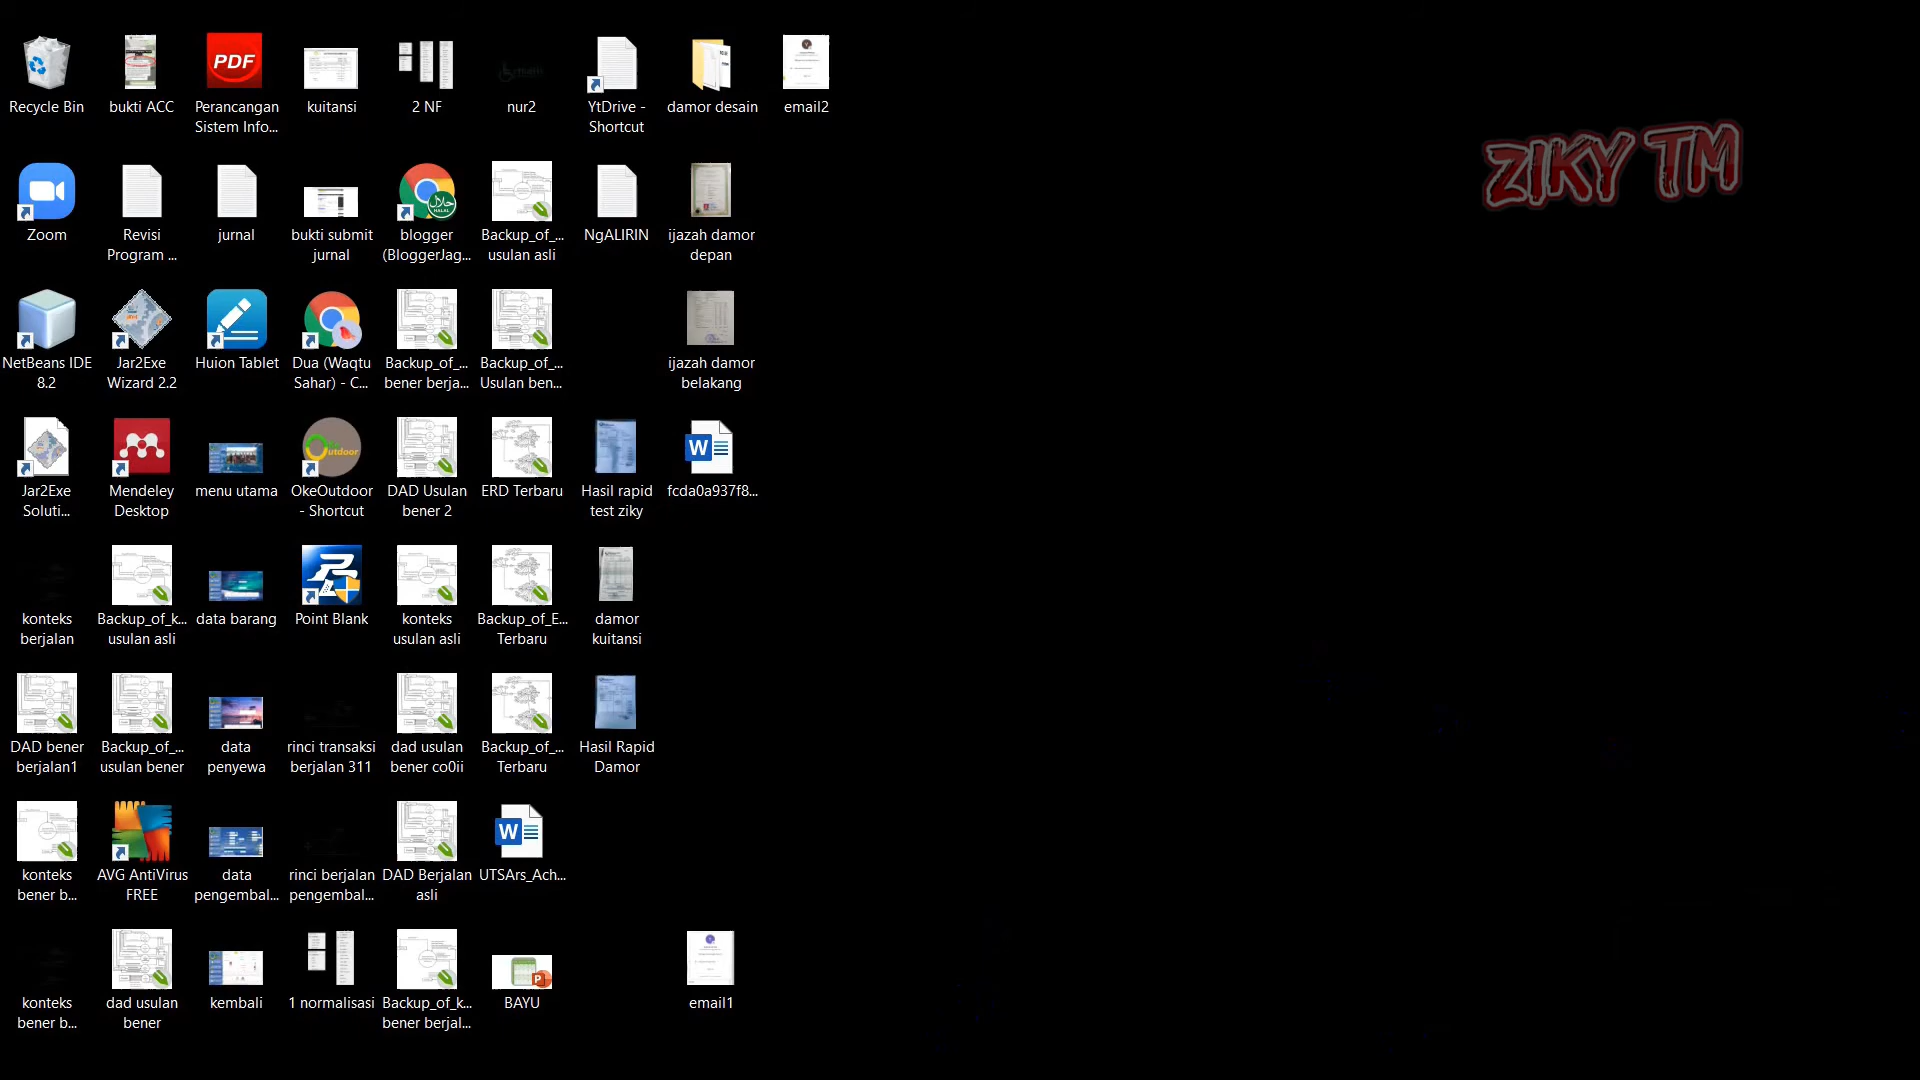 Recycle Bin
bukti ACC
PDF
Perancangan
Sistem Info...
kuitansi
2 NF
nur2
YtDrive -
Shortcut
damor desain
email2
ZIKY TM
Zoom
Revisi
Program ...
jurnal
bukti submit
jurnal
blogger
(BloggerJag...
Backup_of_...
usulan asli
NgALIRIN
ijazah damor
depan
NetBeans IDE
8.2
Jar2Exe
Wizard 2.2
Huion Tablet
Dua (Waqtu
Sahar) - C...
Backup_of_...
bener berja...
Backup_of_...
Usulan ben...
ijazah damor
belakang
Jar2Exe
Soluti...
Mendeley
Desktop
menu utama
OkeOutdoor
- Shortcut
DAD Usulan
bener 2
ERD Terbaru
Hasil rapid
test ziky
W
fcda0a937f8...
konteks
berjalan
Backup_of_k...
usulan asli
data barang
Point Blank
konteks
usulan asli
Backup_of_E...
Terbaru
damor
kuitansi
DAD bener
berjalan1
Backup_of_...
usulan bener
data
penyewa
rinci transaksi
berjalan 311
dad usulan
bener co0ii
Backup_of_...
Terbaru
Hasil Rapid
Damor
konteks
bener b...
AVG AntiVirus
FREE
data
pengembal...
rinci berjalan
pengembal...
DAD Berjalan
asli
W
UTSArs_Ach...
konteks
bener b...
dad usulan
bener
kembali
1 normalisasi
Backup_of_k...
bener berjal...
P
BAYU
email1